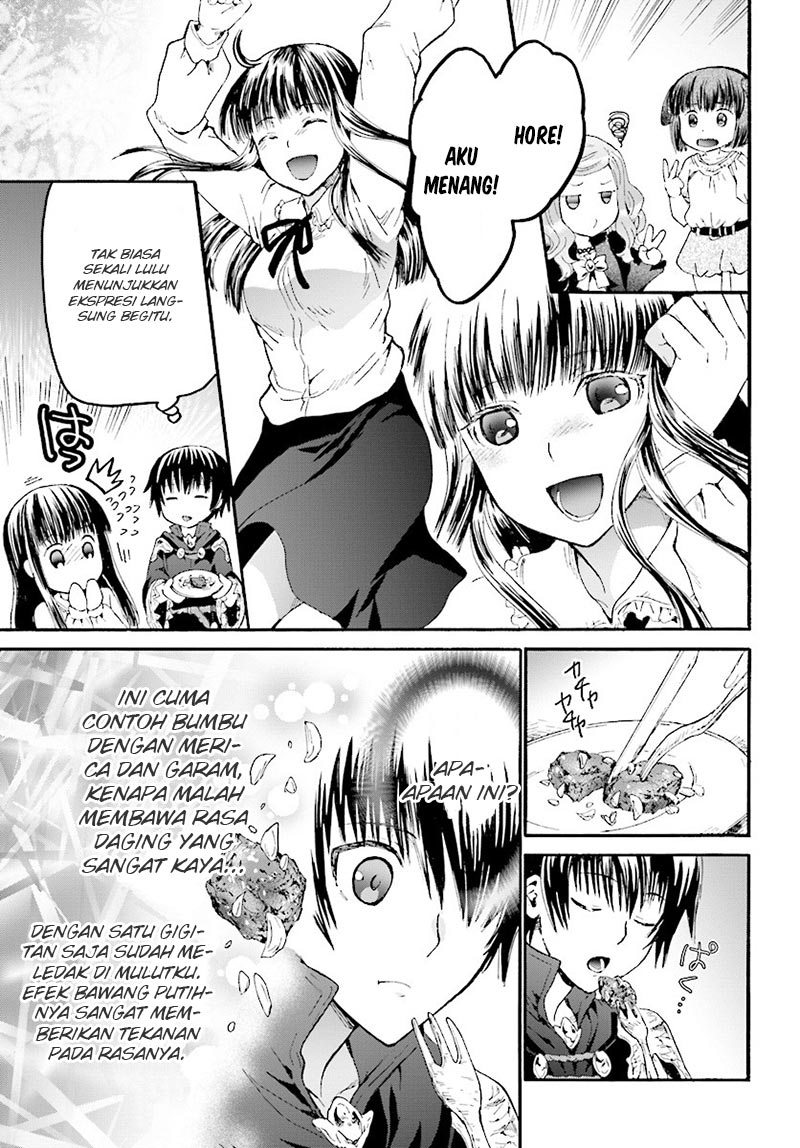 HORE!
AKU
MENANG!
TAK BIASA
SEKALI LULU
MENUNJUKKAN
EKSPRESI LANG-
SUNG BEGITU.
はっ
カチャ
カチャ
ぱく…
'APA-
APAAN INI?
INI CUMA
CONTOH BUMBU
DENGAN MERI-
CA DAN GARAM,
KENAPA MALAH
MEMBAWA RASA
DAGING YANG
SANGAT KAYA...
DENGAN SATU GIGI-
TAN SAJA SUDAH ME-
LEDAK DI MULUTKU.
EFEK BAWANG PUTIH-
NYA SANGAT MEM-
BERIKAN TEKANAN
PADA RASANYA.